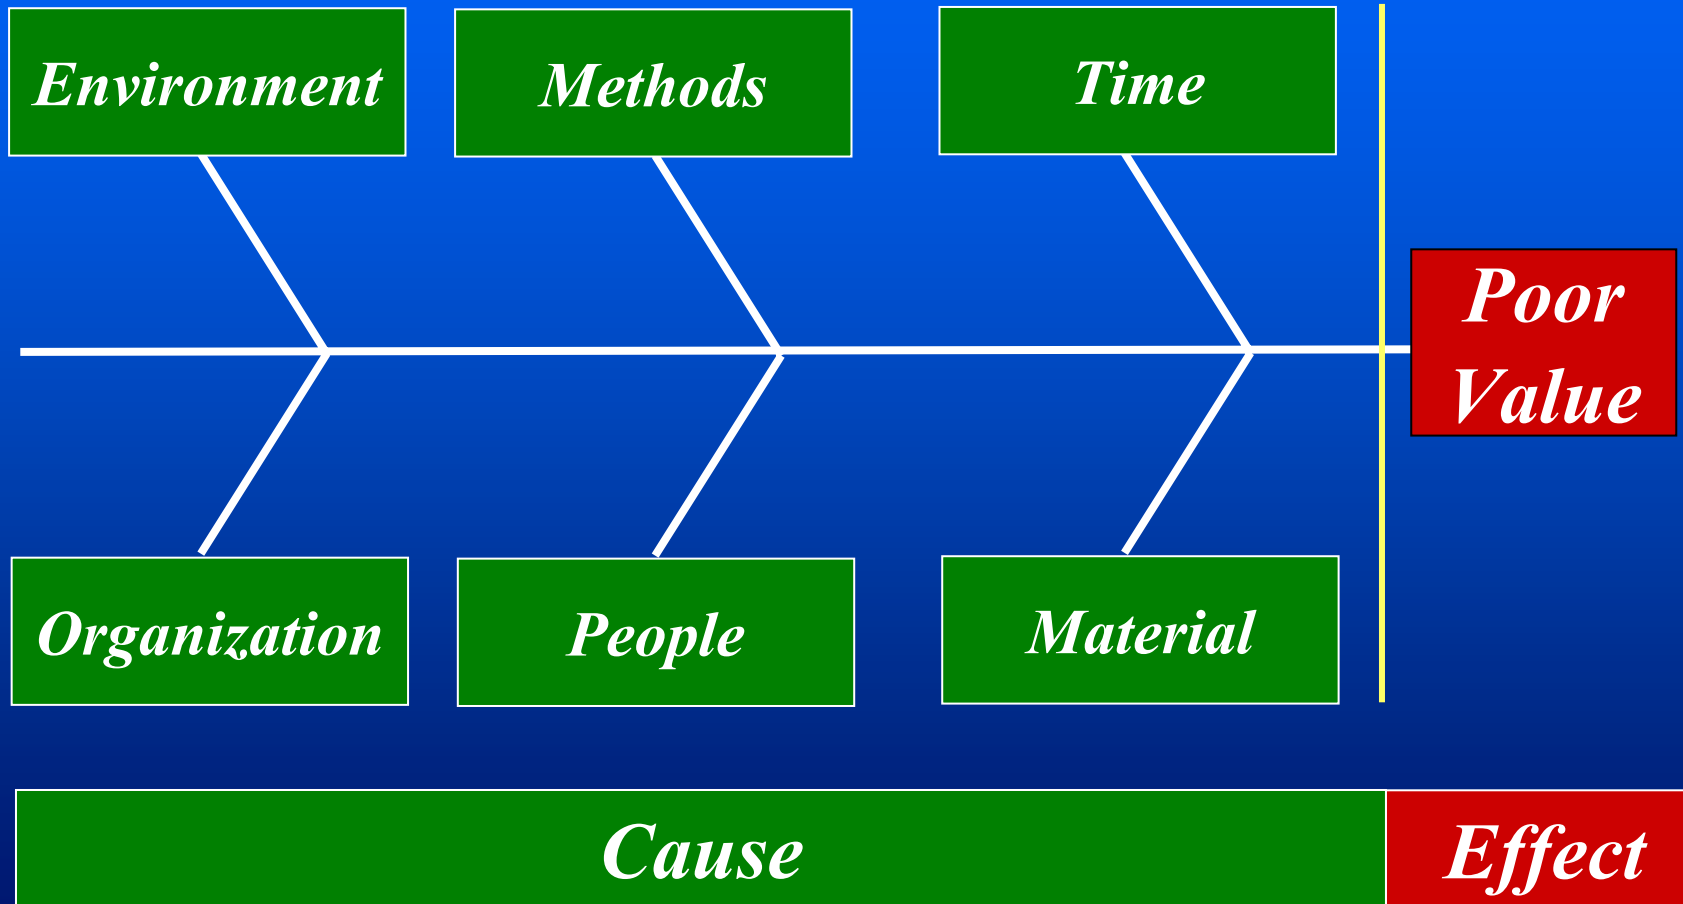 Environment
Methods
Time
Poor
Value
Organization
People
Material
Cause
Effect